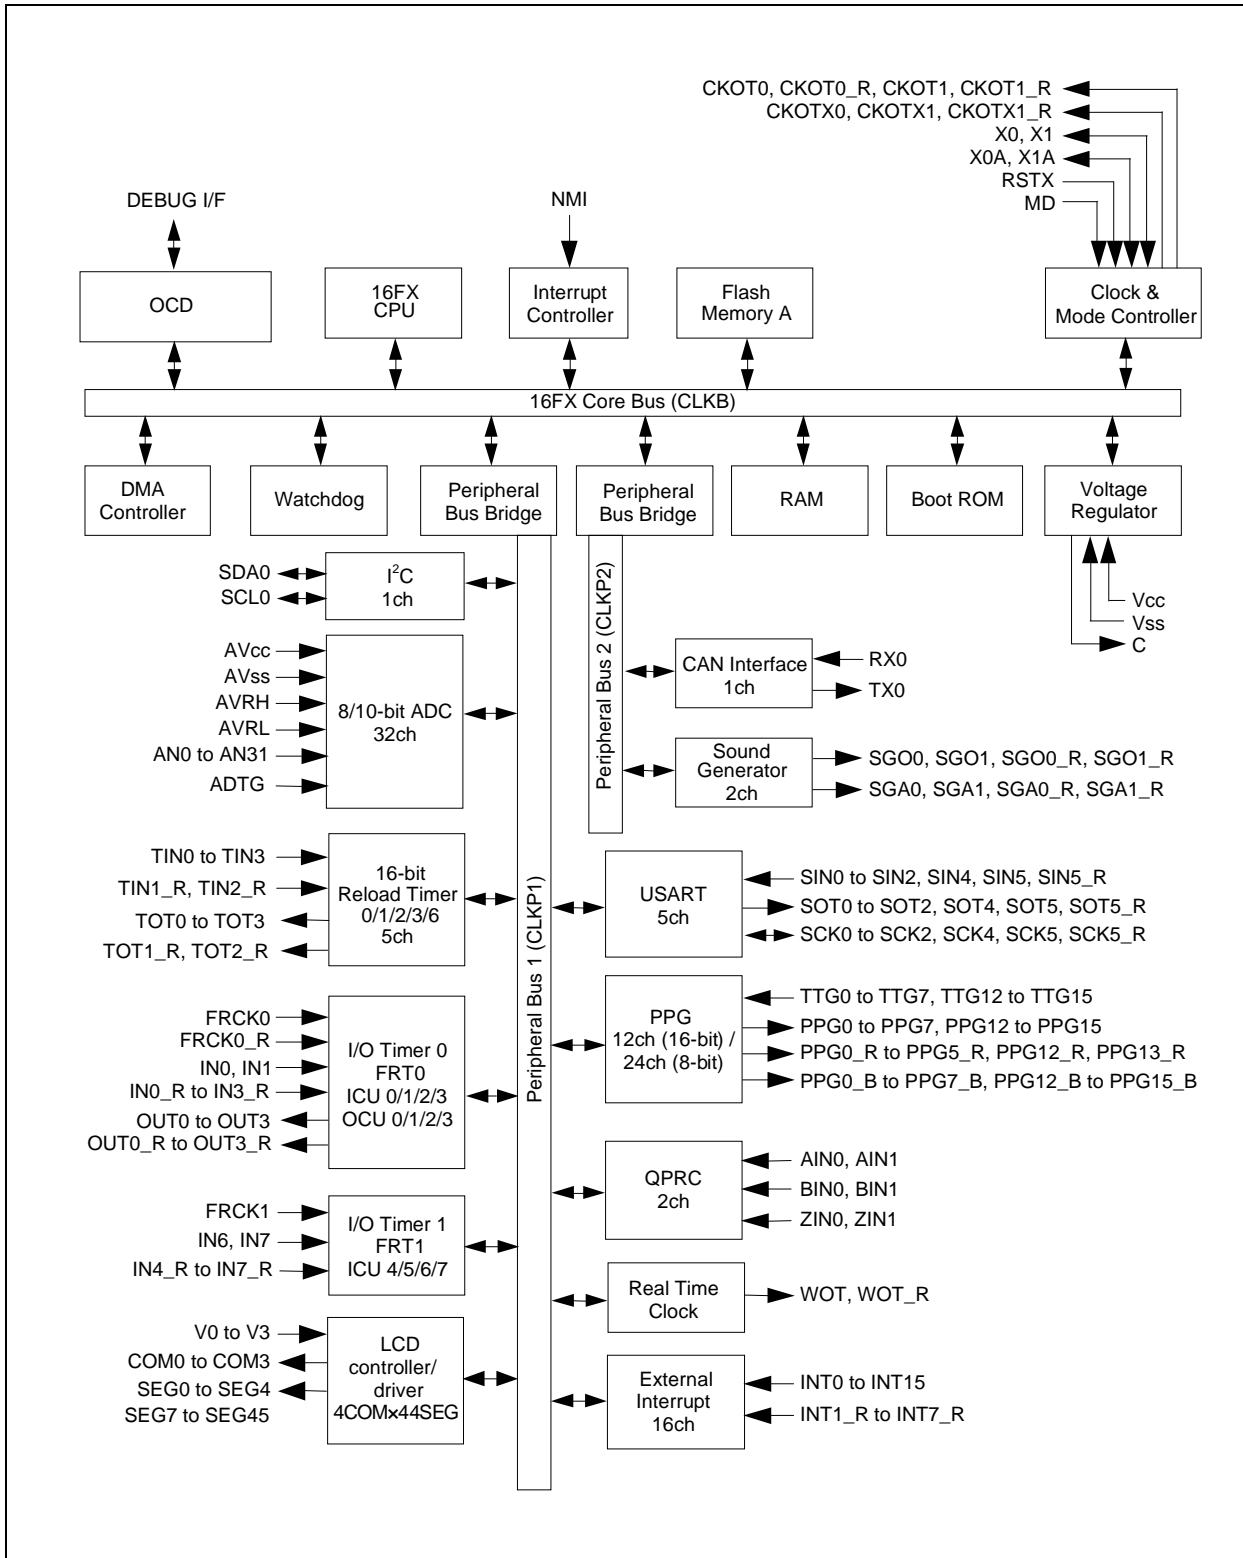 CKOT0, CKOT0_R, CKOT1, CKOT1_R
CKOTX0, CKOTX1, CKOTX1_R
X0, X1
X0A, X1A
RSTX
MD
DEBUG I/F
NMI
OCD
16FX
CPU
Interrupt
Controller
Flash
Memory A
Clock &
Mode Controller
16FX Core Bus (CLKB)
DMA
Controller
Watchdog
Peripheral
Bus Bridge
Peripheral
Bus Bridge
RAM
Boot ROM
Voltage
Regulator
Vcc
Vss
C
Peripheral Bus 1 (CLKP1)
Peripheral Bus 2 (CLKP2)
SDA0
SCL0
I²C
1ch
AVcc
AVss
AVRH
AVRL
AN0 to AN31
ADTG
8/10-bit ADC
32ch
TIN0 to TIN3
TIN1_R, TIN2_R
TOT0 to TOT3
TOT1_R, TOT2_R
16-bit
Reload Timer
0/1/2/3/6
5ch
FRCK0
FRCK0_R
IN0, IN1
IN0_R to IN3_R
OUT0 to OUT3
OUT0_R to OUT3_R
I/O Timer 0
FRT0
ICU 0/1/2/3
OCU 0/1/2/3
FRCK1
IN6, IN7
IN4_R to IN7_R
I/O Timer 1
FRT1
ICU 4/5/6/7
V0 to V3
COM0 to COM3
SEG0 to SEG4
SEG7 to SEG45
LCD
controller/
driver
4COM×44SEG
CAN Interface
1ch
RX0
TX0
Sound
Generator
2ch
SGO0, SGO1, SGO0_R, SGO1_R
SGA0, SGA1, SGA0_R, SGA1_R
USART
5ch
SIN0 to SIN2, SIN4, SIN5, SIN5_R
SOT0 to SOT2, SOT4, SOT5, SOT5_R
SCK0 to SCK2, SCK4, SCK5, SCK5_R
PPG
12ch (16-bit) /
24ch (8-bit)
TTG0 to TTG7, TTG12 to TTG15
PPG0 to PPG7, PPG12 to PPG15
PPG0_R to PPG5_R, PPG12_R, PPG13_R
PPG0_B to PPG7_B, PPG12_B to PPG15_B
QPRC
2ch
AIN0, AIN1
BIN0, BIN1
ZIN0, ZIN1
Real Time
Clock
WOT, WOT_R
External
Interrupt
16ch
INT0 to INT15
INT1_R to INT7_R